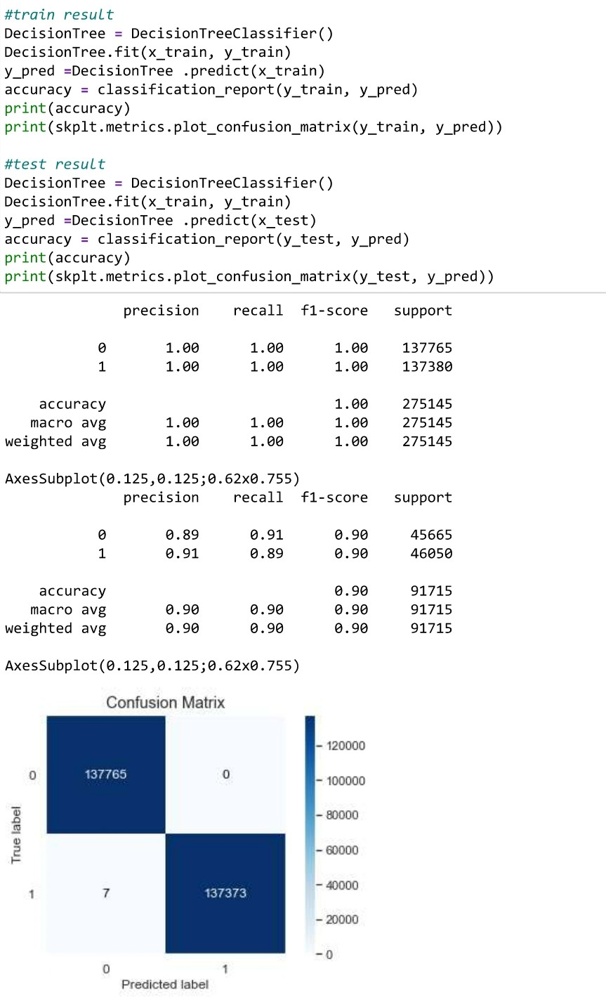 #train result
DecisionTree = DecisionTreeClassifier()
DecisionTree.fit(x_train, y_train)
y_pred =DecisionTree .predict(x_train)
accuracy = classification_report(y_train, y_pred)
print(accuracy)
print(skplt.metrics.plot_confusion_matrix(y_train, y_pred))
#test result
DecisionTree = DecisionTreeClassifier()
DecisionTree.fit(x_train, y_train)
y_pred =DecisionTree .predict(x_test)
accuracy = classification_report(y_test, y_pred)
print(accuracy)
print(skplt.metrics.plot_confusion_matrix(y_test, y_pred))
precision recall f1-score support
0 1.00 1.00 1.00 137765
1 1.00 1.00 1.00 137380
accuracy 1.00 275145
macro avg 1.00 1.00 1.00 275145
weighted avg 1.00 1.00 1.00 275145
AxesSubplot(0.125,0.125;0.62x0.755)
precision recall f1-score support
0 0.89 0.91 0.90 45665
1 0.91 0.89 0.90 46050
accuracy 0.90 91715
macro avg 0.90 0.90 0.90 91715
weighted avg 0.90 0.90 0.90 91715
AxesSubplot(0.125,0.125;0.62x0.755)
Confusion Matrix
True label
0 137765 0
1 7 137373
0 1
Predicted label
120000
100000
80000
60000
40000
20000
0